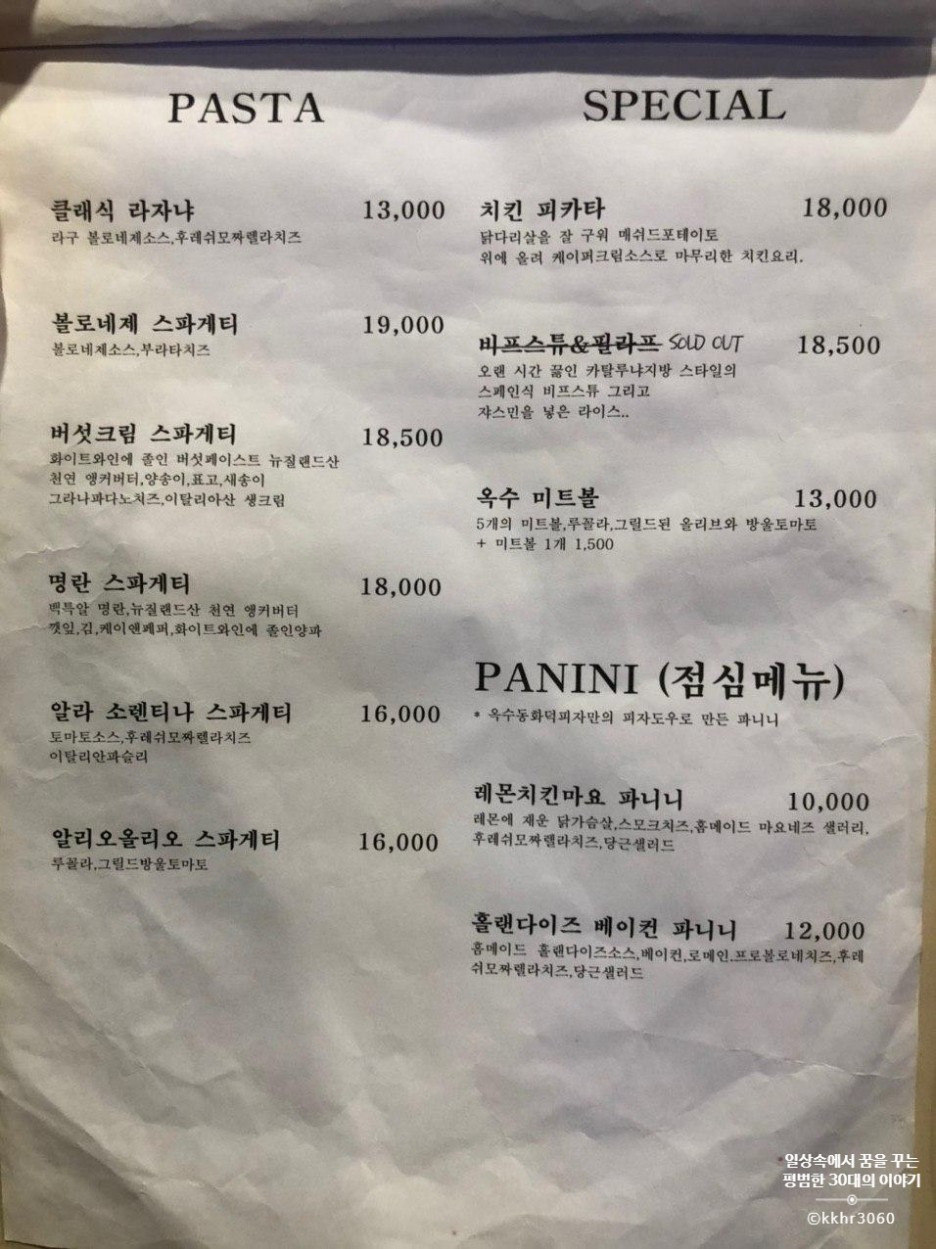 PASTA
클래식 라자냐 13,000
라구 볼로네제소스,후레쉬모짜렐라치즈
볼로네제 스파게티 19,000
볼로네제소스,부라타치즈
버섯크림 스파게티 18,500
화이트와인에 졸인 버섯페이스트 뉴질랜드산
천연 앵커버터,양송이,표고,새송이
그라나파다노치즈,이탈리아산 생크림
명란 스파게티 18,000
백특알 명란,뉴질랜드산 천연 앵커버터
깻잎,김,케이앤페퍼,화이트와인에 졸인양파
알라 소렌티나 스파게티 16,000
토마토소스,후레쉬모짜렐라치즈
이탈리안파슬리
알리오올리오 스파게티 16,000
루꼴라,그릴드방울토마토
SPECIAL
치킨 피카타 18,000
닭다리살을 잘 구워 매쉬드포테이토
위에 올려 케이퍼크림소스로 마무리한 치킨요리.
비프스튜&필라프 SOLD OUT 18,500
오랜 시간 끓인 카탈루냐지방 스타일의
스페인식 비프스튜 그리고
쟈스민을 넣은 라이스..
옥수 미트볼 13,000
5개의 미트볼,루꼴라,그릴드된 올리브와 방울토마토
+ 미트볼 1개 1,500
PANINI (점심메뉴)
* 옥수동화덕피자만의 피자도우로 만든 파니니
레몬치킨마요 파니니 10,000
레몬에 재운 닭가슴살,스모크치즈,홈메이드 마요네즈 샐러리,
후레쉬모짜렐라치즈,당근샐러드
홀랜다이즈 베이컨 파니니 12,000
홈메이드 홀랜다이즈소스,베이컨,로메인.프로볼로네치즈,후레
쉬모짜렐라치즈,당근샐러드
*일상속에서 꿈을 꾸는
평범한 30대의 이야기
©kkhr3060